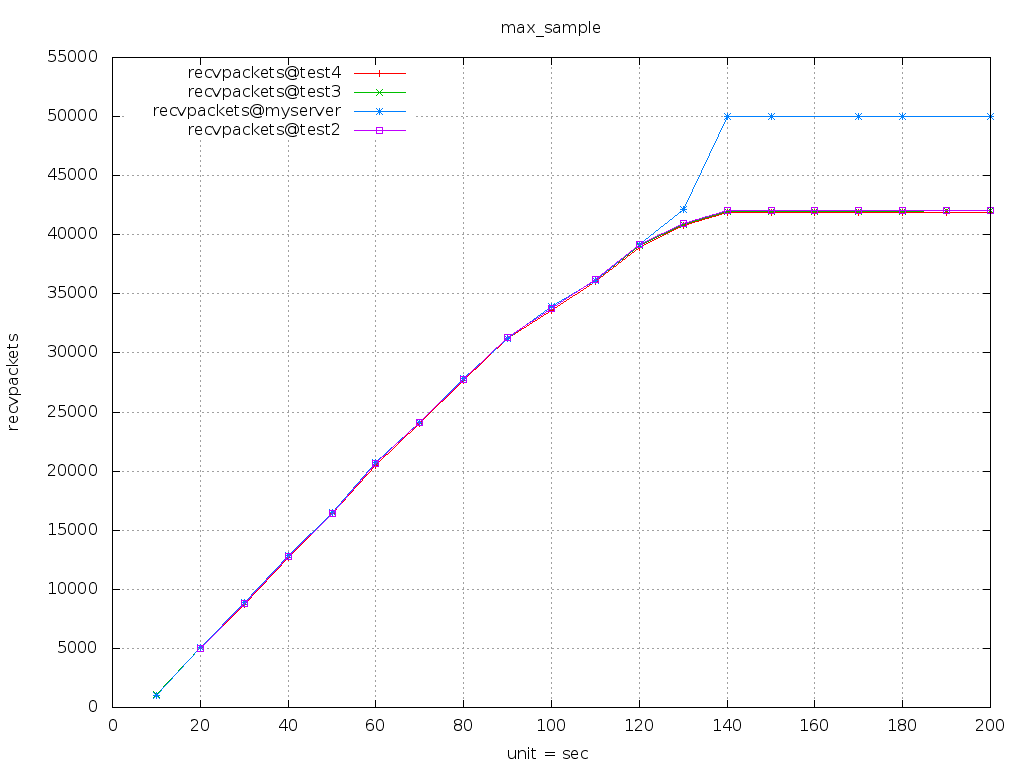 max_sample
55000
50000
45000
40000
35000
30000
25000
20000
15000
10000
5000
0
recvpackets@test4
recvpackets@test3
recvpackets@myserver
recvpackets@test2
recvpackets
0 20 40 60 80 100 120 140 160 180 200
unit = sec